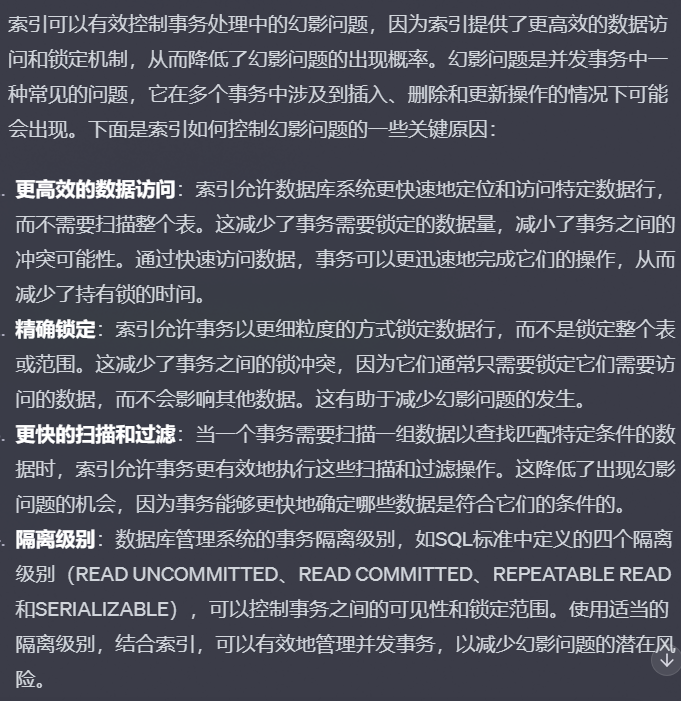 索引可以有效控制事务处理中的幻影问题，因为索引提供了更高效的数据访
问和锁定机制，从而降低了幻影问题的出现概率。幻影问题是并发事务中一
种常见的问题，它在多个事务中涉及到插入、删除和更新操作的情况下可能
会出现。下面是索引如何控制幻影问题的一些关键原因：
. 更高效的数据访问：索引允许数据库系统更快速地定位和访问特定数据行，
而不需要扫描整个表。这减少了事务需要锁定的数据量，减小了事务之间的
冲突可能性。通过快速访问数据，事务可以更迅速地完成它们的操作，从而
减少了持有锁的时间。
. 精确锁定：索引允许事务以更细粒度的方式锁定数据行，而不是锁定整个表
或范围。这减少了事务之间的锁冲突，因为它们通常只需要锁定它们需要访
问的数据，而不会影响其他数据。这有助于减少幻影问题的发生。
. 更快的扫描和过滤：当一个事务需要扫描一组数据以查找匹配特定条件的数
据时，索引允许事务更有效地执行这些扫描和过滤操作。这降低了出现幻影
问题的机会，因为事务能够更快地确定哪些数据是符合它们的条件的。
. 隔离级别：数据库管理系统的事务隔离级别，如SQL标准中定义的四个隔离
级别（READ UNCOMMITTED、READ COMMITTED、REPEATABLE READ
和SERIALIZABLE），可以控制事务之间的可见性和锁定范围。使用适当的
隔离级别，结合索引，可以有效地管理并发事务，以减少幻影问题的潜在风
险。